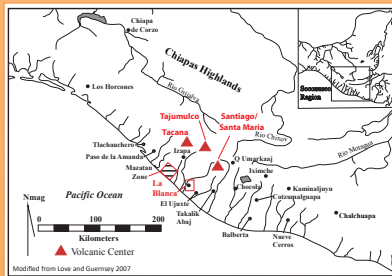 Chiapa
de Corzo
Chiapas Highlands
Soconusco
Region
Los Horcones
Rio Grijalva
Tajumulco
Santiago/
Santa Maria
Tacana
Rio Chixoy
Rio Motagua
Tlachauchero
Izapa
Paso de la Amanda
Q Umarkaaj
Mazatan
Zone
Iximche
La
Blanca
Chocola
Kaminaljuyu
Cotzumalguapa
Pacific Ocean
El Ujuxte
Takalik
Abaj
Chalchuapa
Nmag
Balberta
Nueve
Cerros
0 100 200
Kilometers
Volcanic Center
Modified from Love and Guernsey 2007